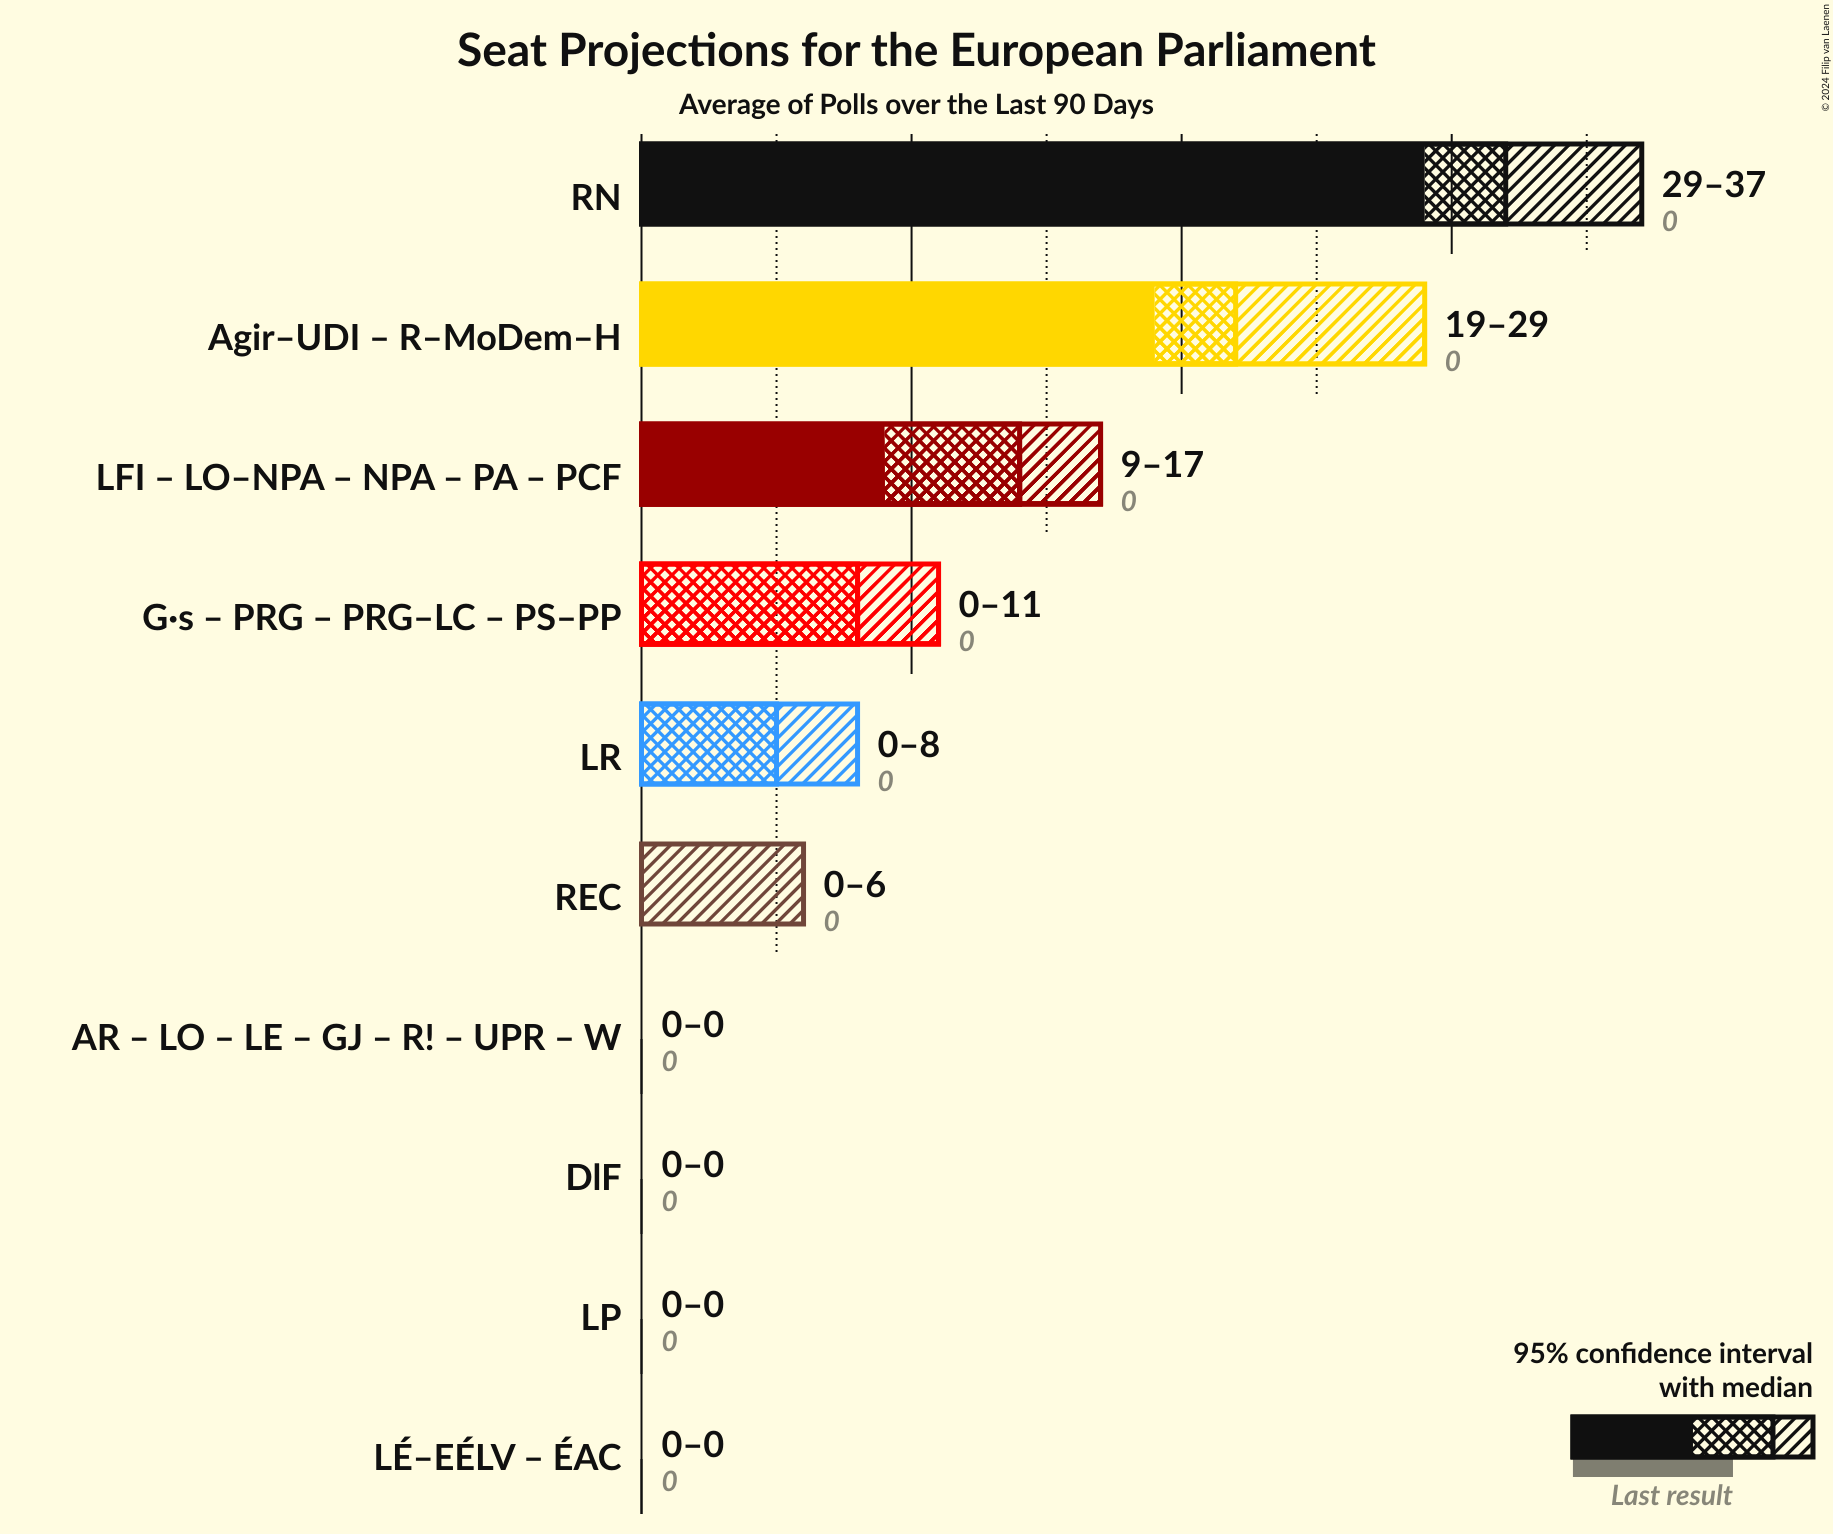 Seat Projections for the European Parliament
Average of Polls over the Last 90 Days
© 2024 Filip van Laenen
RN
29–37
0
Agir–UDI – R–MoDem–H
19–29
0
LFI – LO–NPA – NPA – PA – PCF
9–17
0
G·s – PRG – PRG–LC – PS–PP
0–11
0
LR
0–8
0
REC
0–6
0
AR – LO – LE – GJ – R! – UPR – W
0–0
0
DIF
0–0
0
LP
0–0
0
LÉ–EÉLV – ÉAC
0–0
0
95% confidence interval
with median
Last result